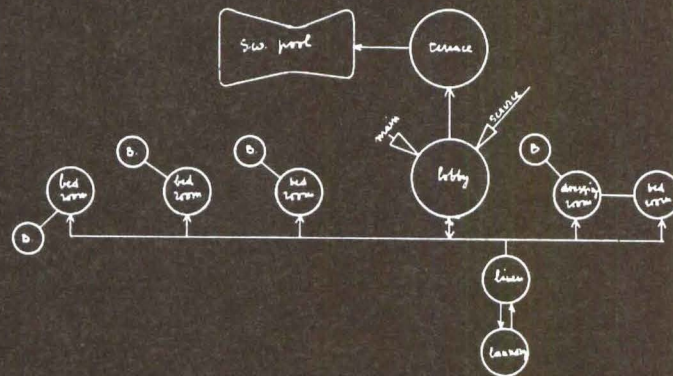 s.w. pool
terrace
main
service
lobby
B.
B.
B.
bed
room
bed
room
bed
room
dressing
room
bed
room
B.
linen
laundry